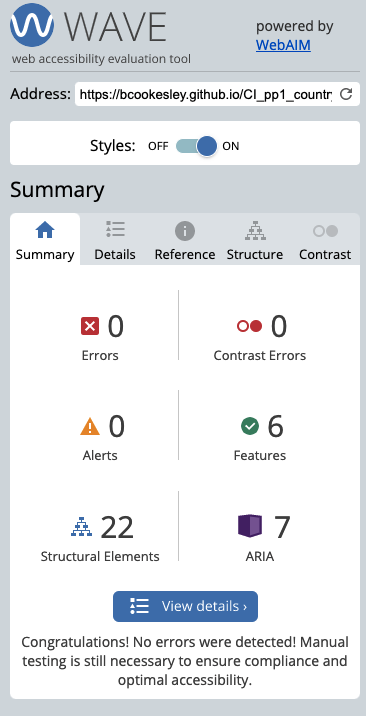 WAVE
web accessibility evaluation tool
powered by
WebAIM
Address: https://bcookesley.github.io/CI_pp1_country
Styles: OFF ON
Summary
Summary Details Reference Structure Contrast
0 0
Errors Contrast Errors
0 6
Alerts Features
22 7
Structural Elements ARIA
View details ›
Congratulations! No errors were detected! Manual
testing is still necessary to ensure compliance and
optimal accessibility.